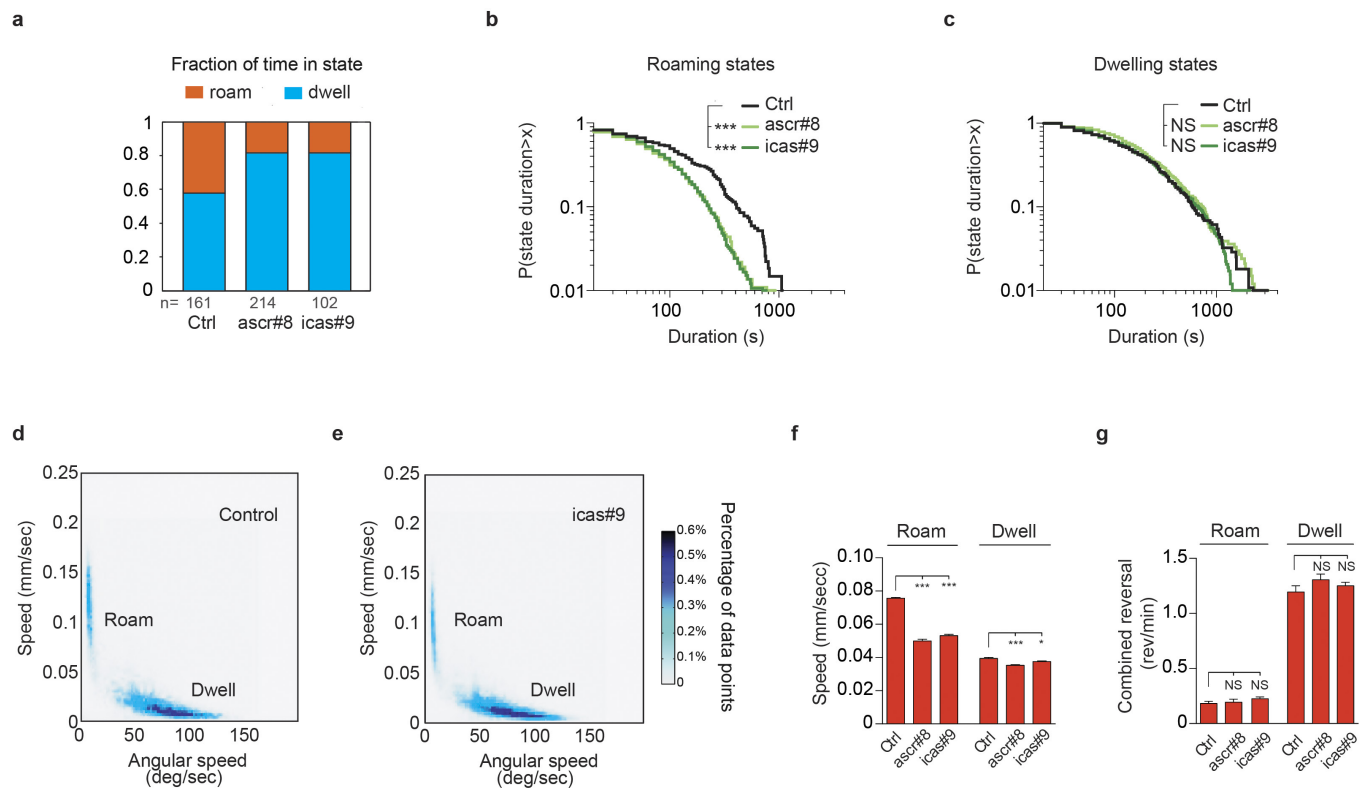 a
Fraction of time in state
roam
dwell
1
0.8
0.6
0.4
0.2
0
n= 161 214 102
Ctrl ascr#8 icas#9
b
Roaming states
Ctrl
*** ascr#8
*** icas#9
P(state duration>x)
1
0.1
0.01
100 1000
Duration (s)
c
Dwelling states
Ctrl
NS ascr#8
NS icas#9
P(state duration>x)
1
0.1
0.01
100 1000
Duration (s)
d
Speed (mm/sec)
0.25
0.2
0.15
0.1
0.05
0
Control
Roam
Dwell
0 50 100 150
Angular speed
(deg/sec)
e
Speed (mm/sec)
0.25
0.2
0.15
0.1
0.05
0
icas#9
Roam
Dwell
0 50 100 150
Angular speed
(deg/sec)
0.6%
0.5%
0.4%
0.3%
0.2%
0.1%
0
Percentage of data points
f
Roam Dwell
Speed (mm/secc)
0.10
0.08
0.06
0.04
0.02
0
*** ***
*** *
Ctrl ascr#8 icas#9 Ctrl ascr#8 icas#9
g
Roam Dwell
Combined reversal
(rev/min)
1.5
1.0
0.5
0
NS NS
NS NS
Ctrl ascr#8 icas#9 Ctrl ascr#8 icas#9